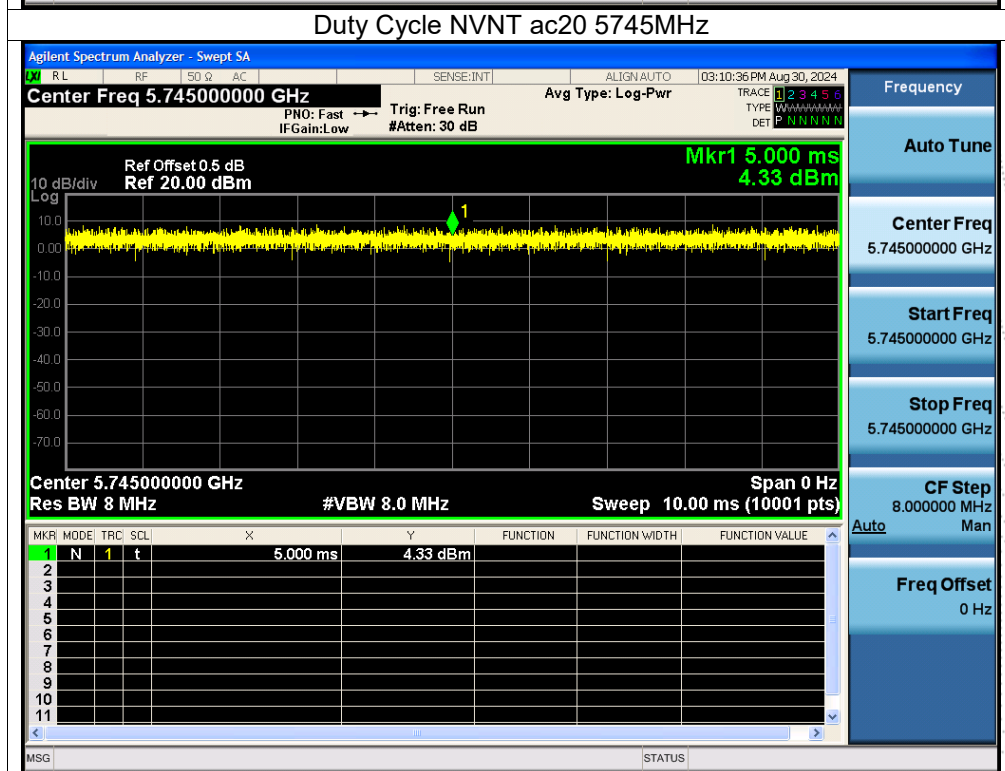 Duty Cycle NVNT ac20 5745MHz
Agilent Spectrum Analyzer - Swept SA
LXI RL RF 50 Ω AC SENSE:INT ALIGN AUTO 03:10:36 PM Aug 30, 2024
Center Freq 5.745000000 GHz
PNO: Fast
IFGain:Low
Trig: Free Run
#Atten: 30 dB
Avg Type: Log-Pwr
TRACE 1 2 3 4 5 6
TYPE WWWWWW
DET P N N N N N
Ref Offset 0.5 dB
Ref 20.00 dBm
10 dB/div
Log
Mkr1 5.000 ms
4.33 dBm
1
10.0
0.00
-10.0
-20.0
-30.0
-40.0
-50.0
-60.0
-70.0
Center 5.745000000 GHz Span 0 Hz
Res BW 8 MHz #VBW 8.0 MHz Sweep 10.00 ms (10001 pts)
MKR MODE TRC SCL X Y FUNCTION FUNCTION WIDTH FUNCTION VALUE
1 N 1 t 5.000 ms 4.33 dBm
2
3
4
5
6
7
8
9
10
11
MSG STATUS
Frequency
Auto Tune
Center Freq
5.745000000 GHz
Start Freq
5.745000000 GHz
Stop Freq
5.745000000 GHz
CF Step
8.000000 MHz
Auto Man
Freq Offset
0 Hz